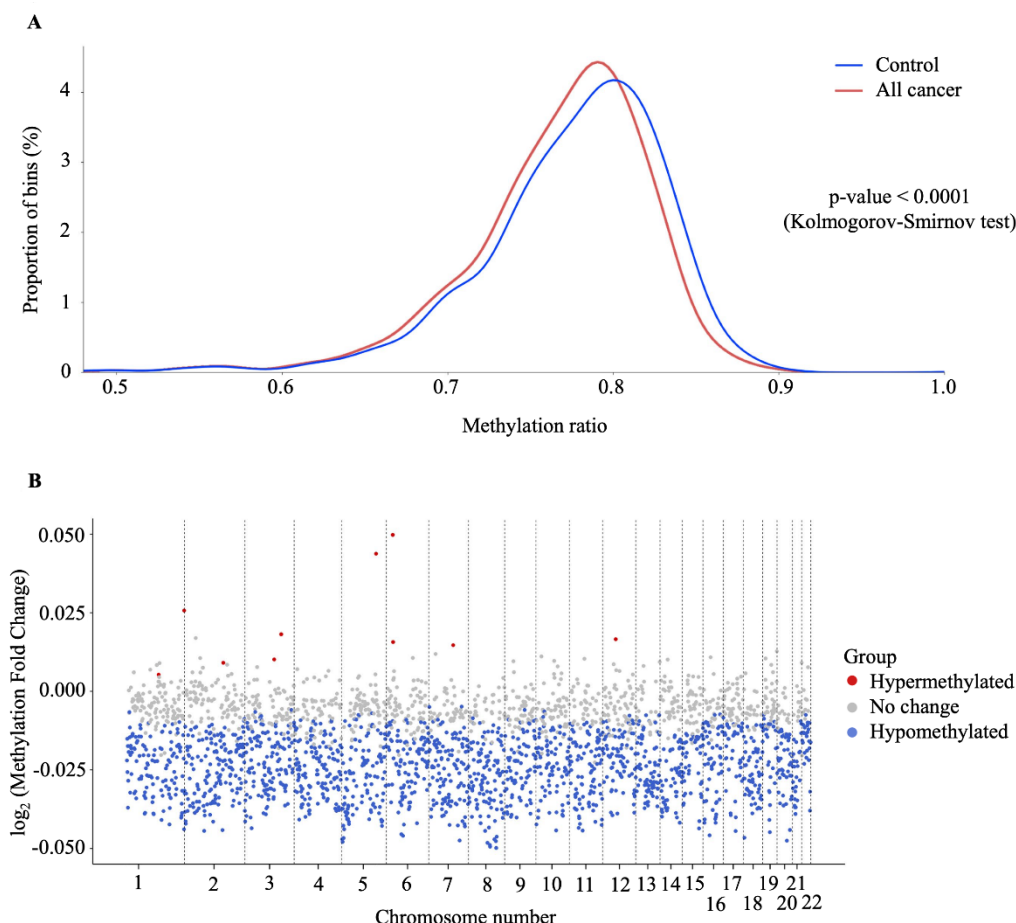 A
Control
All cancer
p-value < 0.0001
(Kolmogorov-Smirnov test)
Proportion of bins (%)
4
3
2
1
0
0.5 0.6 0.7 0.8 0.9 1.0
Methylation ratio
B
log₂ (Methylation Fold Change)
0.050
0.025
0.000
-0.025
-0.050
Group
Hypermethylated
No change
Hypomethylated
1 2 3 4 5 6 7 8 9 10 11 12 13 14 15 17 19 21
16 18 20 22
Chromosome number